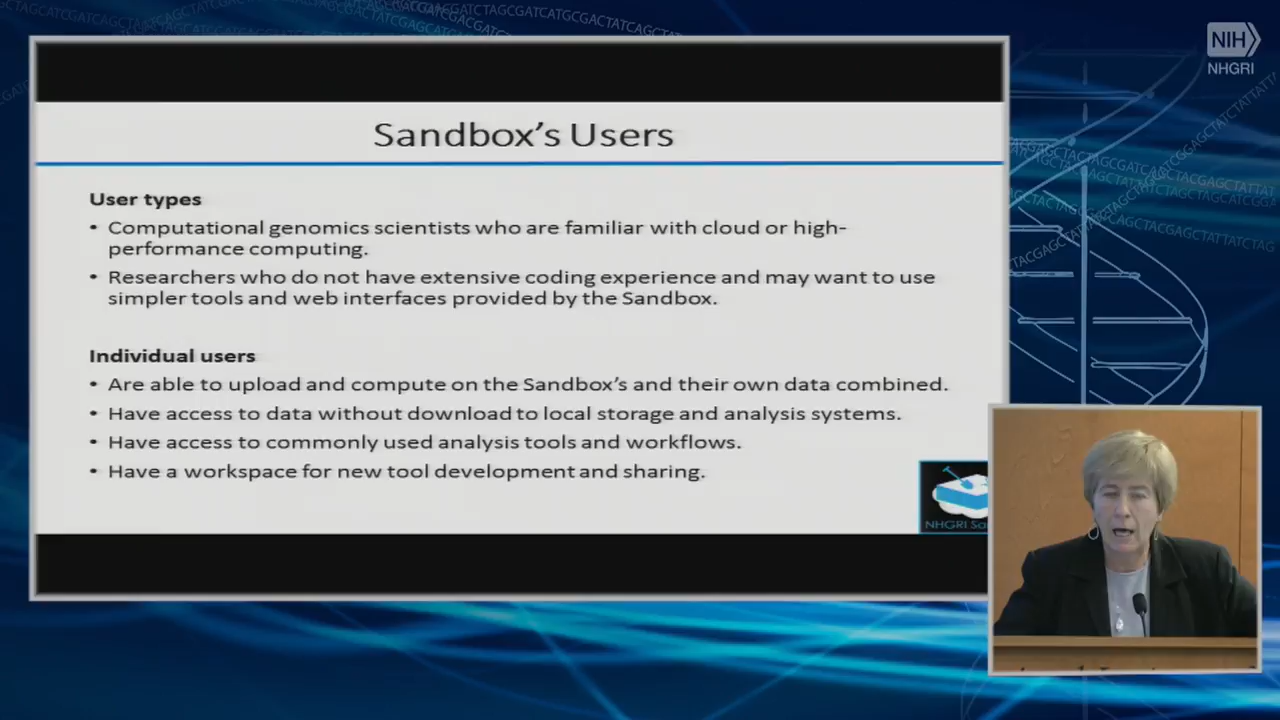 NIH
NHGRI
Sandbox's Users
User types
• Computational genomics scientists who are familiar with cloud or high-
performance computing.
• Researchers who do not have extensive coding experience and may want to use
simpler tools and web interfaces provided by the Sandbox.
Individual users
• Are able to upload and compute on the Sandbox's and their own data combined.
• Have access to data without download to local storage and analysis systems.
• Have access to commonly used analysis tools and workflows.
• Have a workspace for new tool development and sharing.
NHGRI